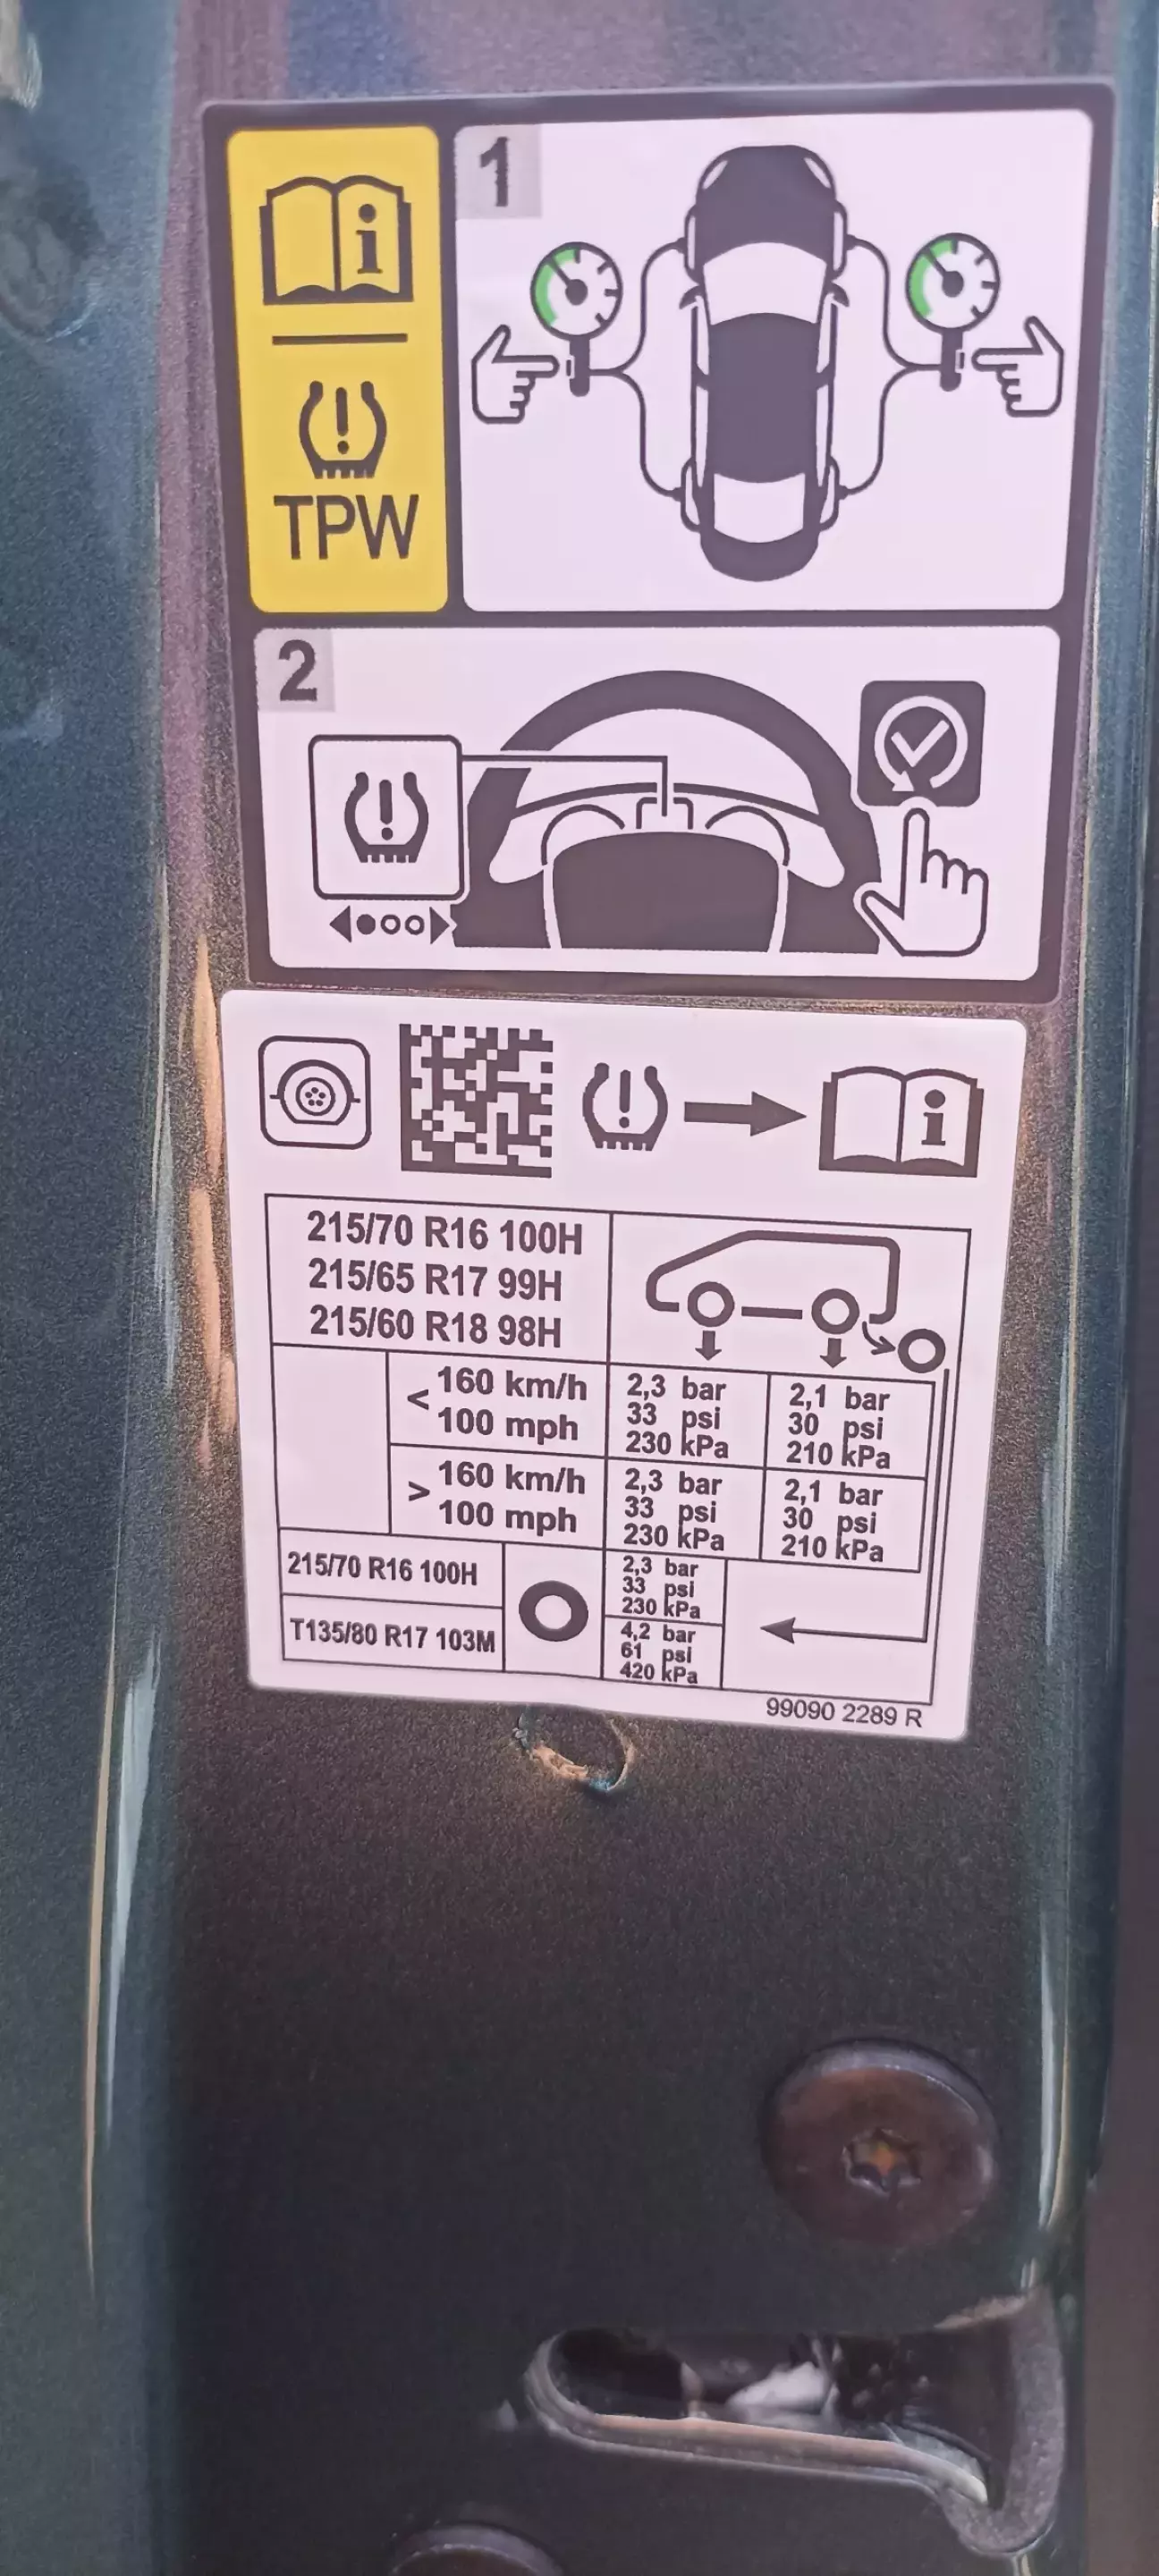 i
TPW
1
2
i
215/70 R16 100H
215/65 R17 99H
215/60 R18 98H
< 160 km/h
100 mph
2,3 bar
33 psi
230 kPa
2,1 bar
30 psi
210 kPa
> 160 km/h
100 mph
2,3 bar
33 psi
230 kPa
2,1 bar
30 psi
210 kPa
215/70 R16 100H
2,3 bar
33 psi
230 kPa
T135/80 R17 103M
4,2 bar
61 psi
420 kPa
99090 2289 R